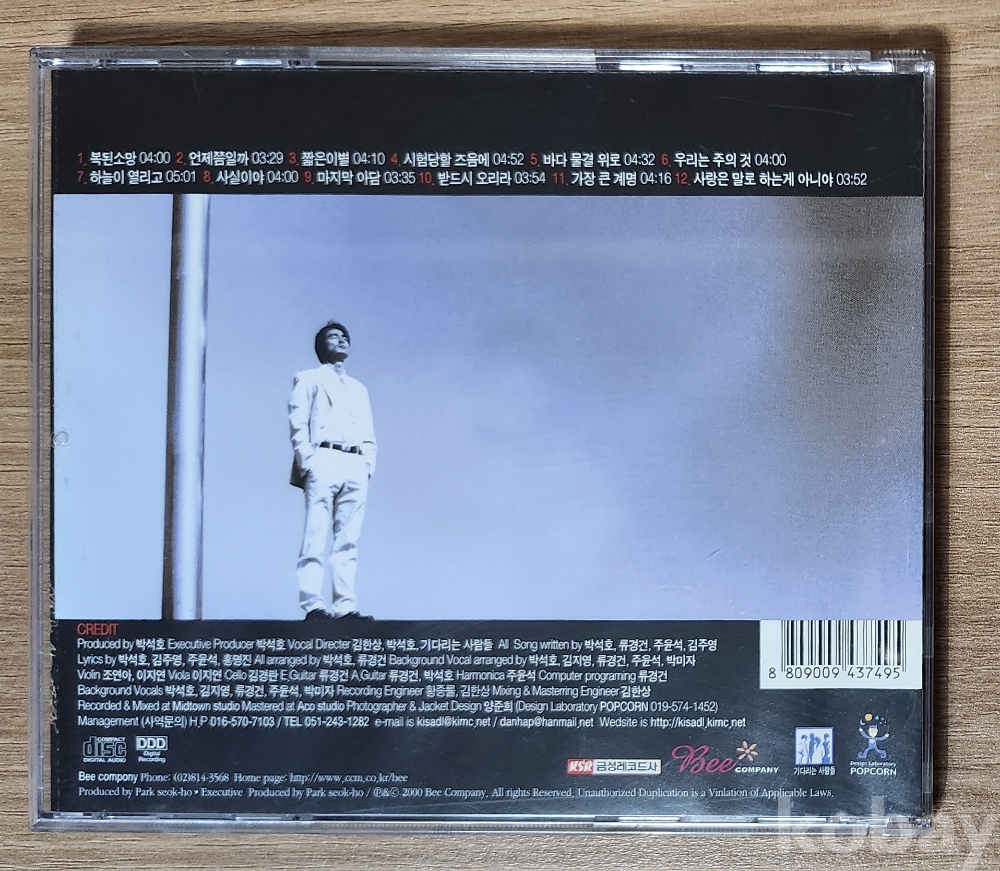 1. 복된소망 04:00 2. 언제쯤일까 03:29 3. 짧은이별 04:10 4. 시험당할 즈음에 04:52 5. 바다 물결 위로 04:32 6. 우리는 주의 것 04:00
7. 하늘이 열리고 05:01 8. 사실이야 04:00 9. 마지막 아담 03:35 10. 반드시 오리라 03:54 11. 가장 큰 계명 04:16 12. 사랑은 말로 하는게 아니야 03:52
CREDIT
Produced by 박석호 Executive Producer 박석호 Vocal Directer 김한상, 박석호, 기다리는 사람들 All Song written by 박석호, 류경건, 주윤석, 김주영
Lyrics by 박석호, 김주영, 주윤석, 홍명진 All arranged by 박석호, 류경건 Background Vocal arranged by 박석호, 김지영, 류경건, 주윤석, 박미자
Violin 조연아, 이지연 Viola 이지연 Cello 김경란 E,Guitar 류경건 A,Guitar 류경건, 박석호 Harmonica 주윤석 Computer programing 류경건
Background Vocals 박석호, 김지영, 류경건, 주윤석, 박미자 Recording Engineer 황종률, 김한상 Mixing & Masterring Engineer 김한상
Recorded & Mixed at Midtown studio Mastered at Aco studio Photographer & Jacket Design 양준희 (Design Laboratory POPCORN 019-574-1452)
Management (사역문의) H.P 016-570-7103 / TEL 051-243-1282 e-mail is kisadl@kimc,net / danhap@hanmail,net Wedsite is http://kisadl,kimc,net
8 809009 437495
COMPACT disc DIGITAL AUDIO
DDD Digital Recording
KSR 금성레코드사
Bee COMPANY
기다리는 사람들
Design Laboratory POPCORN
Bee company Phone: (02)814-3568 Home page: http://www,ccm,co,kr/bee
Produced by Park seok-ho • Executive Produced by Park seok-ho / ℗&© 2000 Bee Company, All rights Reserved, Unauthorized Duplication is a Vinlation of Applicable Laws,
kobay